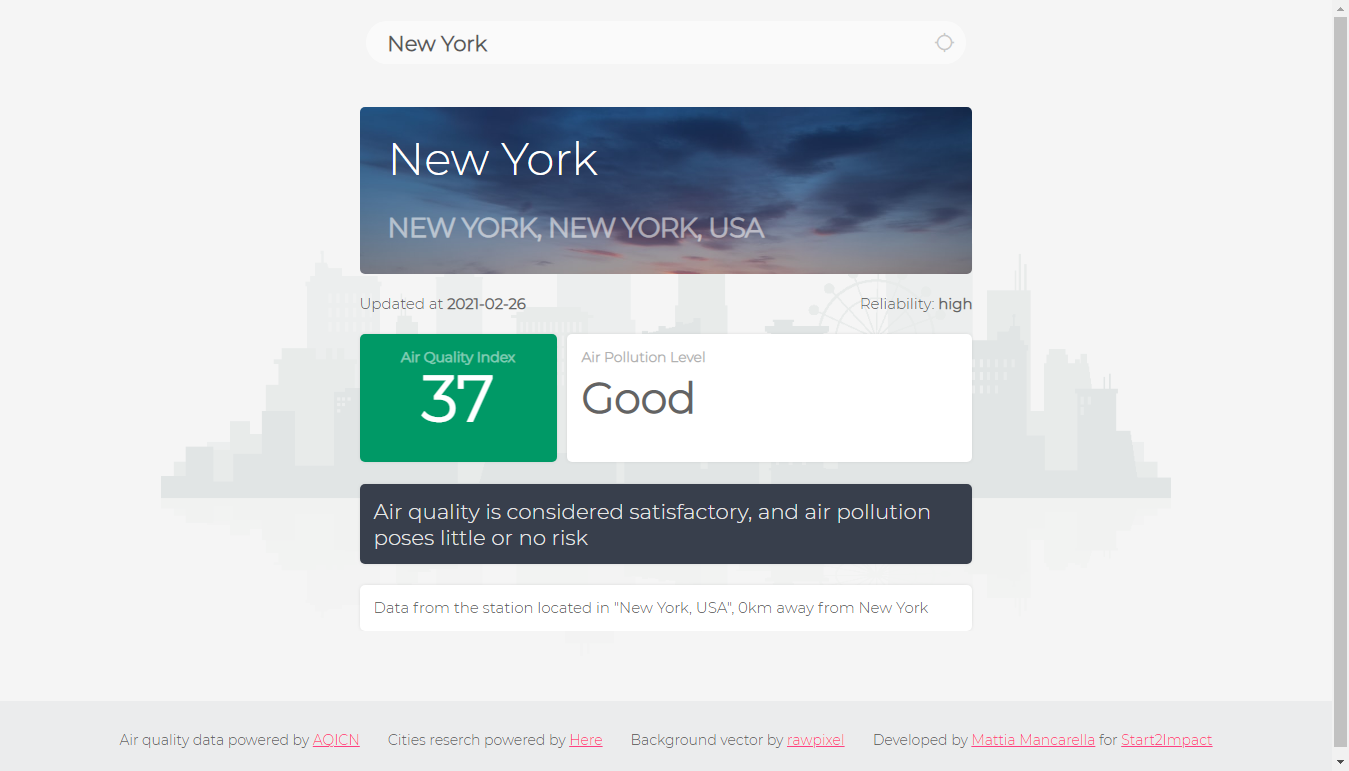 New York
New York
NEW YORK, NEW YORK, USA
Updated at 2021-02-26
Reliability: high
Air Quality Index
37
Air Pollution Level
Good
Air quality is considered satisfactory, and air pollution
poses little or no risk
Data from the station located in "New York, USA", 0km away from New York
Air quality data powered by AQICN
Cities reserch powered by Here
Background vector by rawpixel
Developed by Mattia Mancarella for Start2Impact